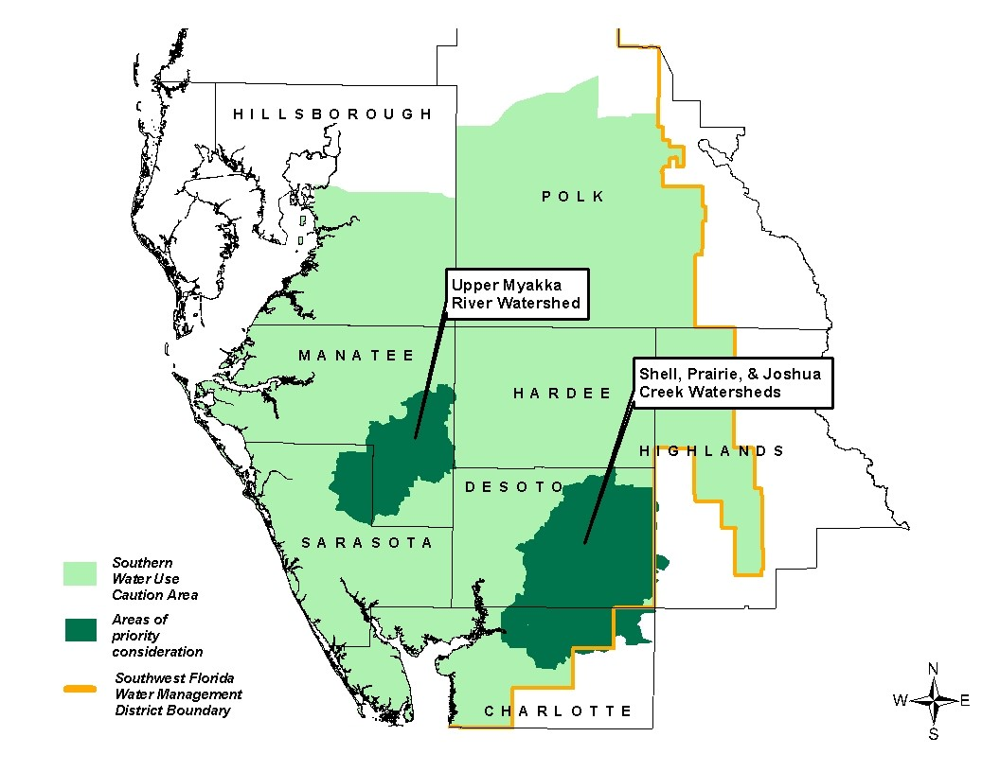 HILLSBOROUGH
POLK
Upper Myakka
River Watershed
MANATEE
Shell, Prairie, & Joshua
Creek Watersheds
HARDEE
HIGHLANDS
DESOTO
SARASOTA
Southern
Water Use
Caution Area
Areas of
priority
consideration
Southwest Florida
Water Management
District Boundary
CHARLOTTE
N
W E
S